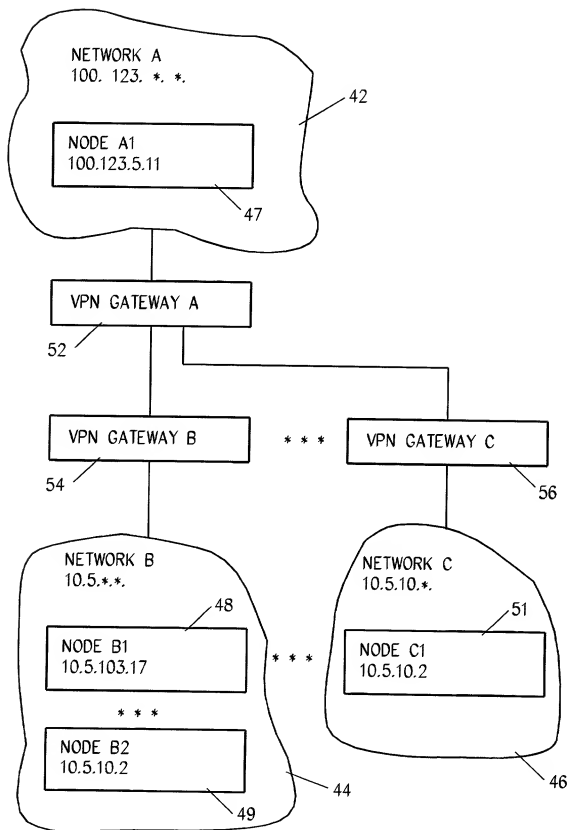 NETWORK A
100. 123. *. *.
42
NODE A1
100.123.5.11
47
VPN GATEWAY A
52
VPN GATEWAY B
* * *
VPN GATEWAY C
54
56
NETWORK B
10.5.*.*.
NETWORK C
10.5.10.*.
48
51
NODE B1
10.5.103.17
* * *
NODE C1
10.5.10.2
* * *
NODE B2
10.5.10.2
49
44
46